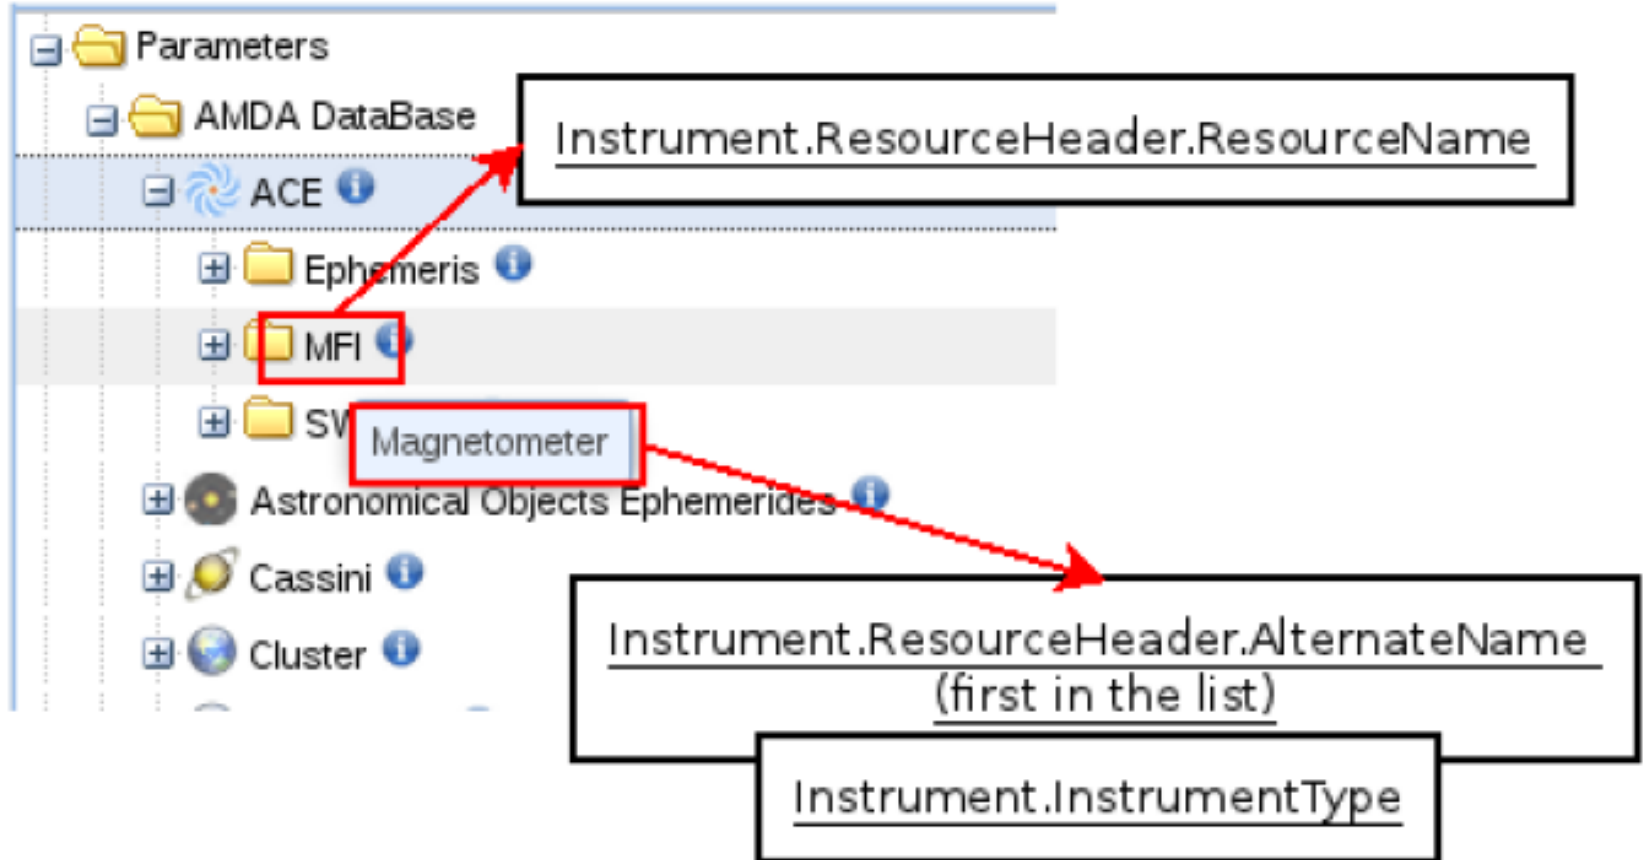 Parameters
AMDA DataBase
Instrument.ResourceHeader.ResourceName
ACE
Ephemeris
MFI
Magnetometer
Astronomical Objects Ephemerides
Cassini
Instrument.ResourceHeader.AlternateName
(first in the list)
Cluster
Instrument.InstrumentType